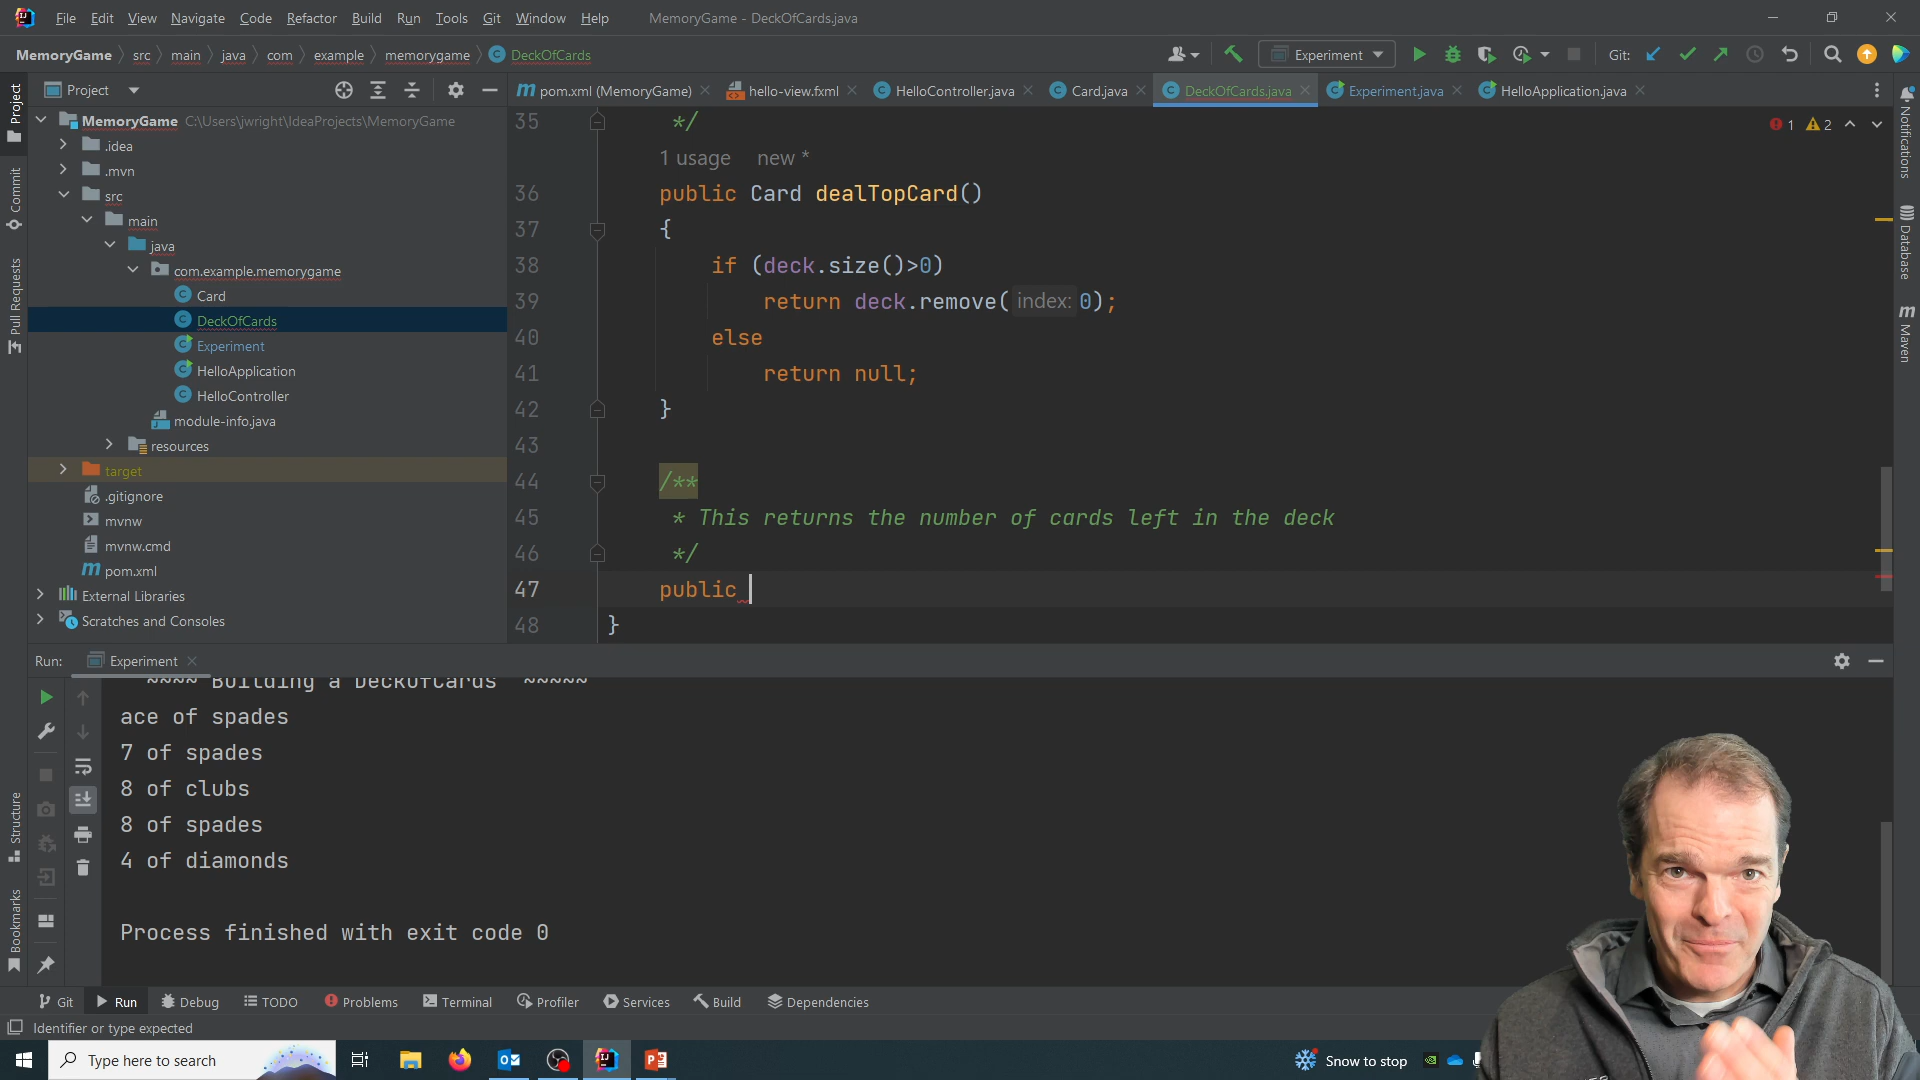 File Edit View Navigate Code Refactor Build Run Tools Git Window Help MemoryGame - DeckOfCards.java
MemoryGame src main java com example memorygame DeckOfCards Experiment Git:
Project pom.xml (MemoryGame) hello-view.fxml HelloController.java Card.java DeckOfCards.java Experiment.java HelloApplication.java
MemoryGame C:\Users\jwright\IdeaProjects\MemoryGame
.idea
.mvn
src
main
java
com.example.memorygame
Card
DeckOfCards
Experiment
HelloApplication
HelloController
module-info.java
resources
target
.gitignore
mvnw
mvnw.cmd
pom.xml
External Libraries
Scratches and Consoles
1 2
35 */
1 usage new *
36 public Card dealTopCard()
37 {
38 if (deck.size()>0)
39 return deck.remove( index: 0);
40 else
41 return null;
42 }
43
44 /**
45 * This returns the number of cards left in the deck
46 */
47 public
48 }
Project
Commit
Pull Requests
Structure
Bookmarks
Notifications
Database
Maven
Run: Experiment
~~~~ Building a DeckOfCards ~~~~~
ace of spades
7 of spades
8 of clubs
8 of spades
4 of diamonds
Process finished with exit code 0
Git Run Debug TODO Problems Terminal Profiler Services Build Dependencies
Identifier or type expected
Type here to search Snow to stop